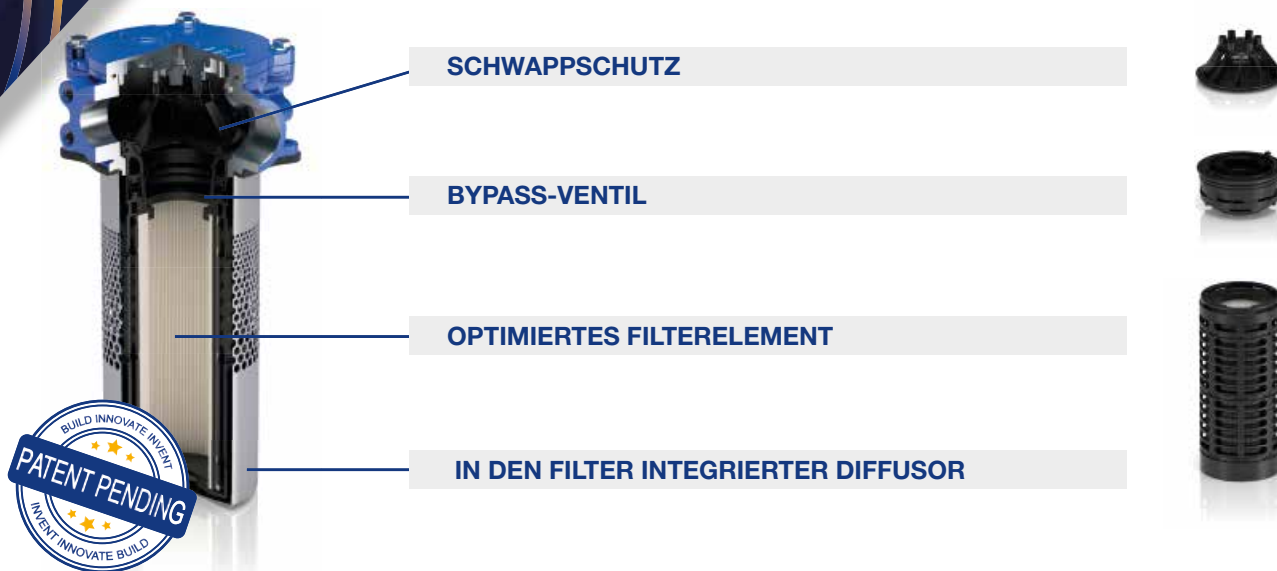 SCHWAPPSCHUTZ
BYPASS-VENTIL
OPTIMIERTES FILTERELEMENT
IN DEN FILTER INTEGRIERTER DIFFUSOR
BUILD INNOVATE INVENT
PATENT PENDING
INVENT INNOVATE BUILD